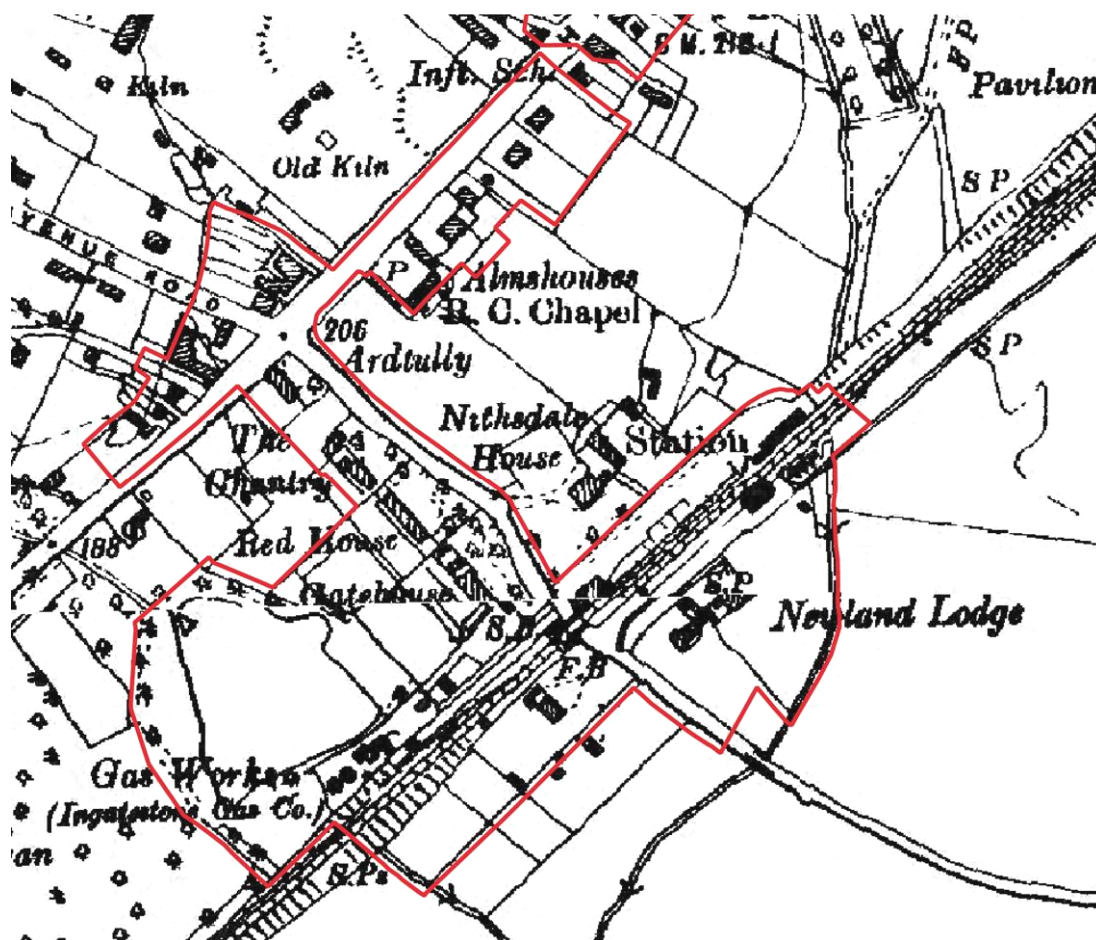 S P
Pavilion
Inft. Sch.
Kiln
Old Kiln
S P
P
Almshouses
R. C. Chapel
206
Ardtully
S P
Nithsdale
House
Station
The
Chantry
Red House
188
Gatehouse
S.P
S.B
Newland Lodge
F.B
Gas Works
(Ingatestone Gas Co.)
S.Ps